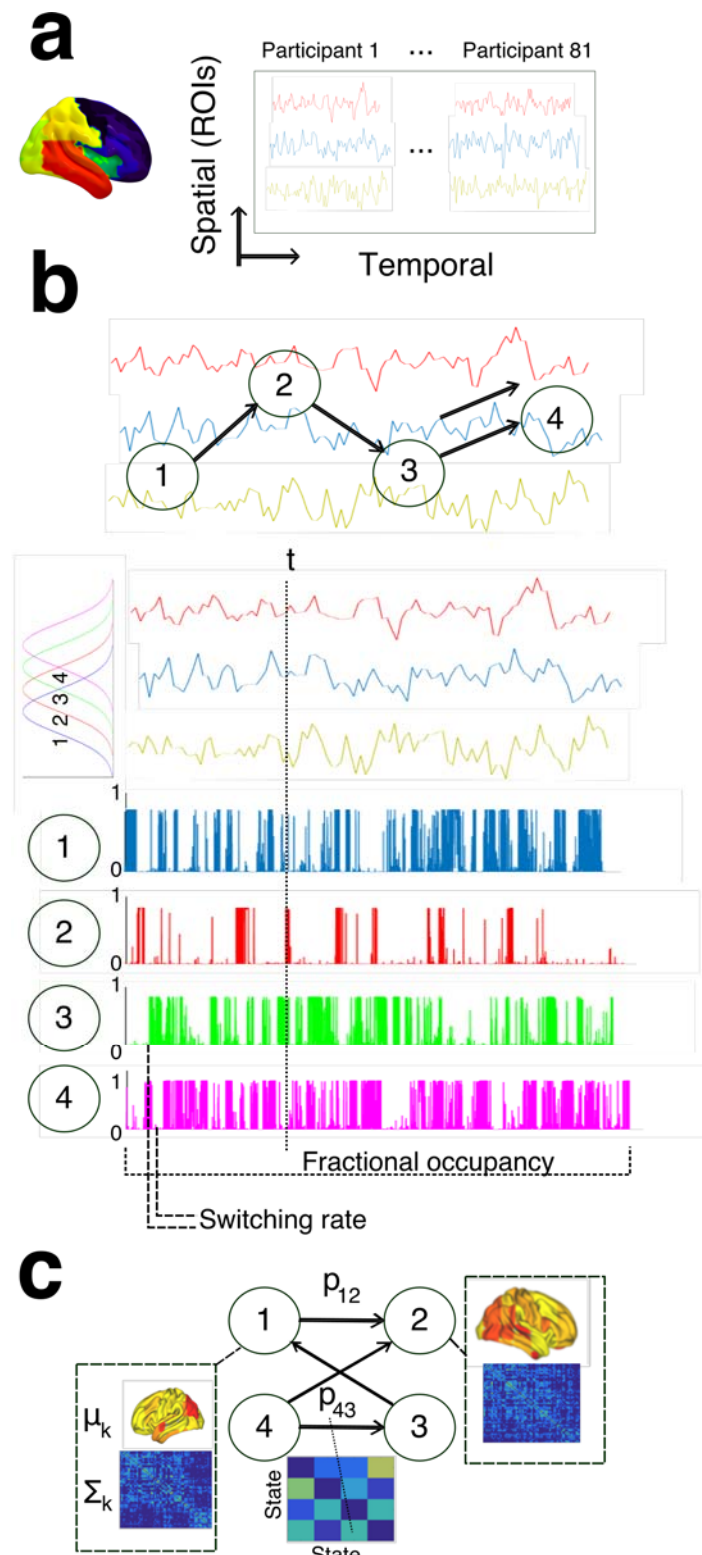 a
Participant 1 ... Participant 81
Spatial (ROIs)
...
Temporal
b
2
4
1
3
t
1 2 3 4
1
1
0
1
2
0
1
3
0
1
4
0
Fractional occupancy
Switching rate
c
p12
1
2
p43
4
3
μk
Σk
State
State